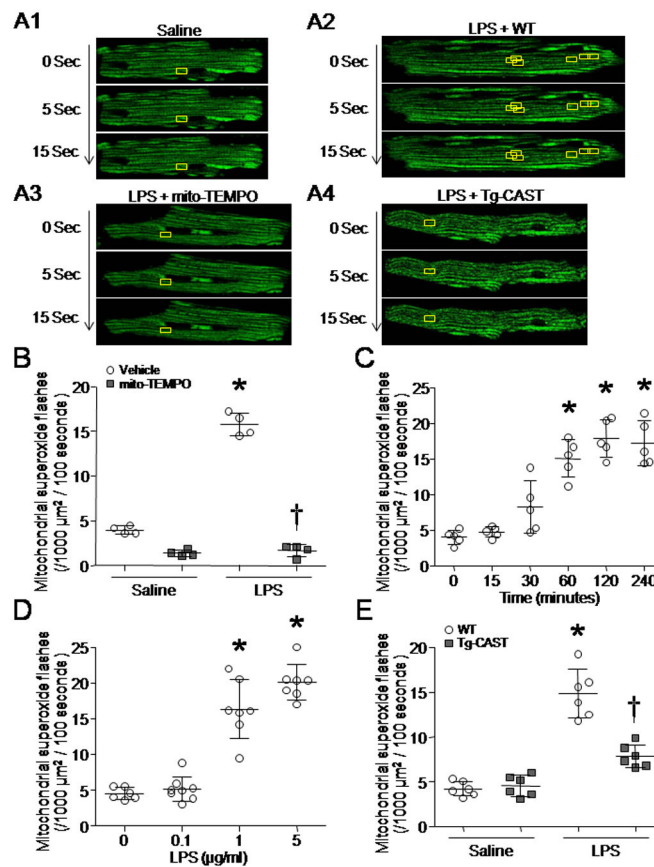 A1
Saline
0 Sec
5 Sec
15 Sec
A2
LPS + WT
0 Sec
5 Sec
15 Sec
A3
LPS + mito-TEMPO
0 Sec
5 Sec
15 Sec
A4
LPS + Tg-CAST
0 Sec
5 Sec
15 Sec
B
Vehicle
mito-TEMPO
Mitochondrial superoxide flashes
(/1000 µm² / 100 seconds)
20
15
10
5
0
*
†
Saline
LPS
C
Mitochondrial superoxide flashes
(/1000 µm² / 100 seconds)
25
20
15
10
5
0
* * *
0 15 30 60 120 240
Time (minutes)
D
Mitochondrial superoxide flashes
(/1000 µm² / 100 seconds)
25
20
15
10
5
0
* *
0 0.1 1 5
LPS (µg/ml)
E
WT
Tg-CAST
Mitochondrial superoxide flashes
(/1000 µm² / 100 seconds)
20
15
10
5
0
*
†
Saline
LPS